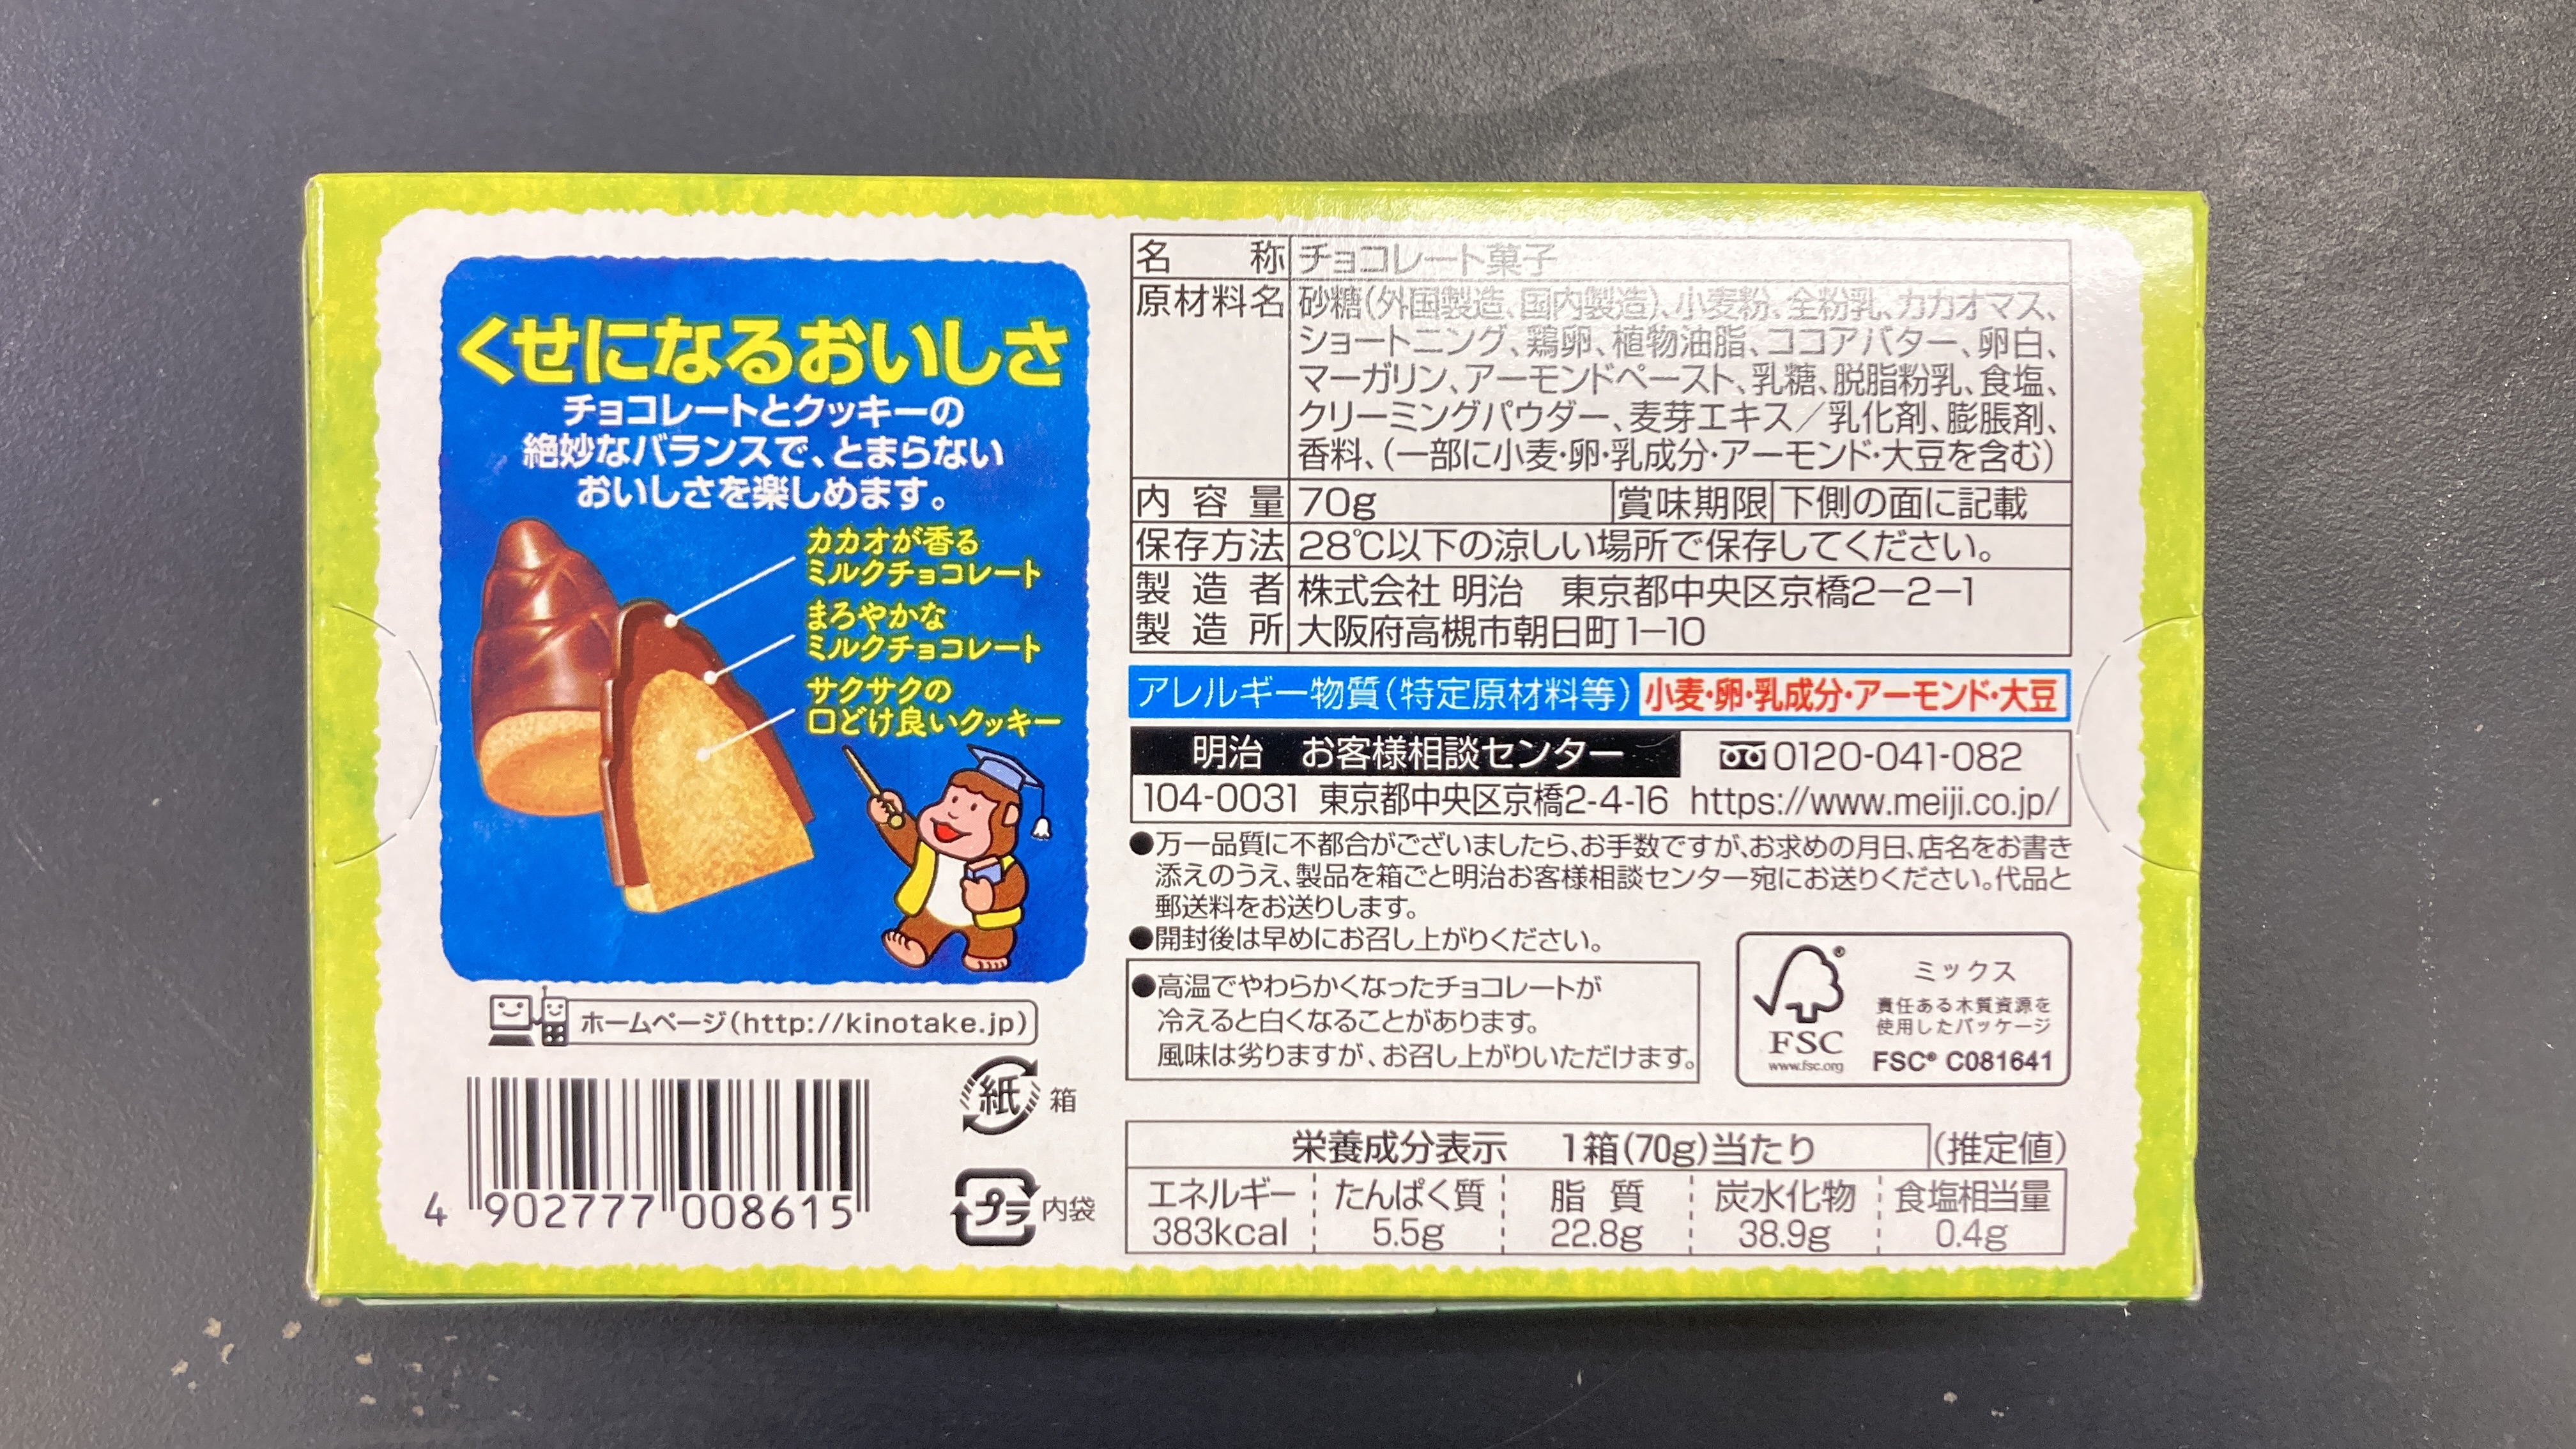 くせになるおいしさ
チョコレートとクッキーの
絶妙なバランスで、とまらない
おいしさを楽しめます。
カカオが香る
ミルクチョコレート
まろやかな
ミルクチョコレート
サクサクの
口どけ良いクッキー
ホームページ(http://kinotake.jp)
4 902777 008615
紙 箱
プラ 内袋
名称 チョコレート菓子
原材料名 砂糖(外国製造、国内製造)、小麦粉、全粉乳、カカオマス、
ショートニング、鶏卵、植物油脂、ココアバター、卵白、
マーガリン、アーモンドペースト、乳糖、脱脂粉乳、食塩、
クリーミングパウダー、麦芽エキス/乳化剤、膨脹剤、
香料、(一部に小麦・卵・乳成分・アーモンド・大豆を含む)
内容量 70g 賞味期限 下側の面に記載
保存方法 28℃以下の涼しい場所で保存してください。
製造者 株式会社 明治 東京都中央区京橋2-2-1
製造所 大阪府高槻市朝日町1-10
アレルギー物質(特定原材料等) 小麦・卵・乳成分・アーモンド・大豆
明治 お客様相談センター 0120-041-082
104-0031 東京都中央区京橋2-4-16 https://www.meiji.co.jp/
●万一品質に不都合がございましたら、お手数ですが、お求めの月日、店名をお書き
添えのうえ、製品を箱ごと明治お客様相談センター宛にお送りください。代品と
郵送料をお送りします。
●開封後は早めにお召し上がりください。
●高温でやわらかくなったチョコレートが
冷えると白くなることがあります。
風味は劣りますが、お召し上がりいただけます。
ミックス
責任ある木質資源を
使用したパッケージ
FSC® C081641
FSC
www.fsc.org
栄養成分表示 1箱(70g)当たり (推定値)
エネルギー たんぱく質 脂質 炭水化物 食塩相当量
383kcal 5.5g 22.8g 38.9g 0.4g